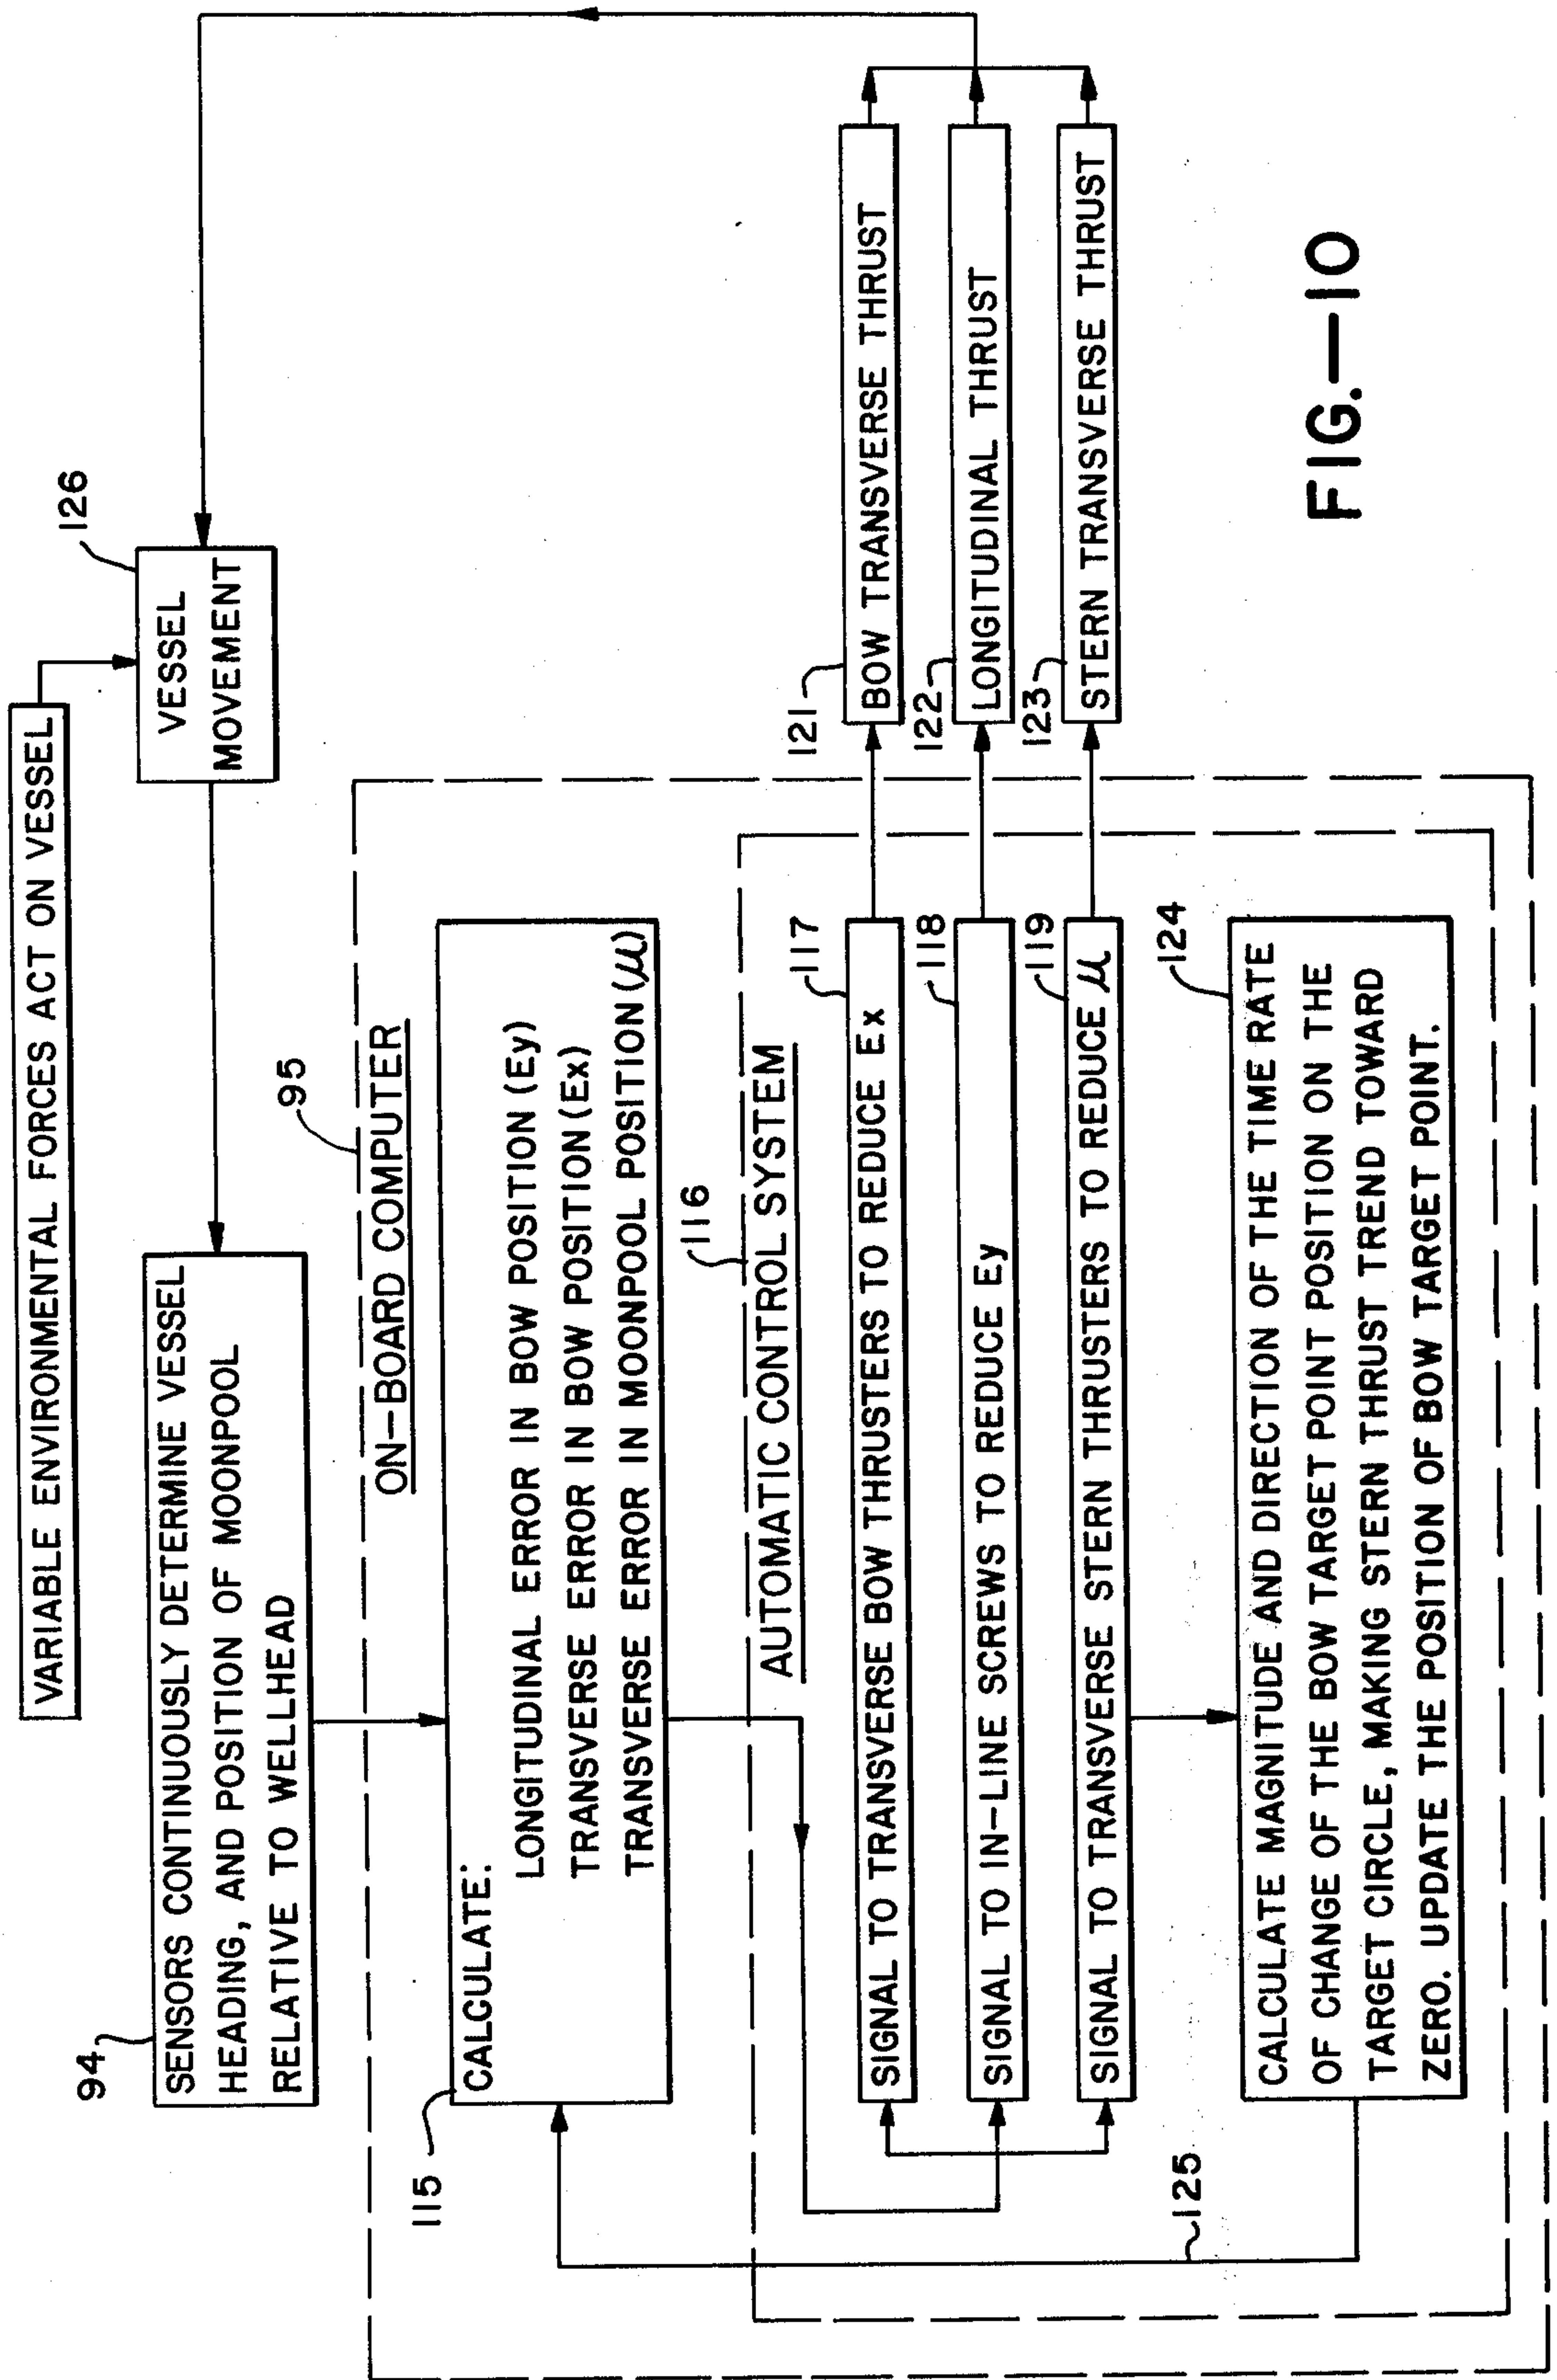 VARIABLE ENVIRONMENTAL FORCES ACT ON VESSEL
126
VESSEL
MOVEMENT
94
SENSORS CONTINUOUSLY DETERMINE VESSEL
HEADING, AND POSITION OF MOONPOOL
RELATIVE TO WELLHEAD
95
ON-BOARD COMPUTER
115
CALCULATE:
LONGITUDINAL ERROR IN BOW POSITION (Ey)
TRANSVERSE ERROR IN BOW POSITION (Ex)
TRANSVERSE ERROR IN MOONPOOL POSITION (μ)
116
AUTOMATIC CONTROL SYSTEM
117
SIGNAL TO TRANSVERSE BOW THRUSTERS TO REDUCE Ex
118
SIGNAL TO IN-LINE SCREWS TO REDUCE Ey
119
SIGNAL TO TRANSVERSE STERN THRUSTERS TO REDUCE μ
121
BOW TRANSVERSE THRUST
122
LONGITUDINAL THRUST
123
STERN TRANSVERSE THRUST
124
CALCULATE MAGNITUDE AND DIRECTION OF THE TIME RATE
OF CHANGE OF THE BOW TARGET POINT POSITION ON THE
TARGET CIRCLE, MAKING STERN THRUST TREND TOWARD
ZERO. UPDATE THE POSITION OF BOW TARGET POINT.
125
FIG.—10